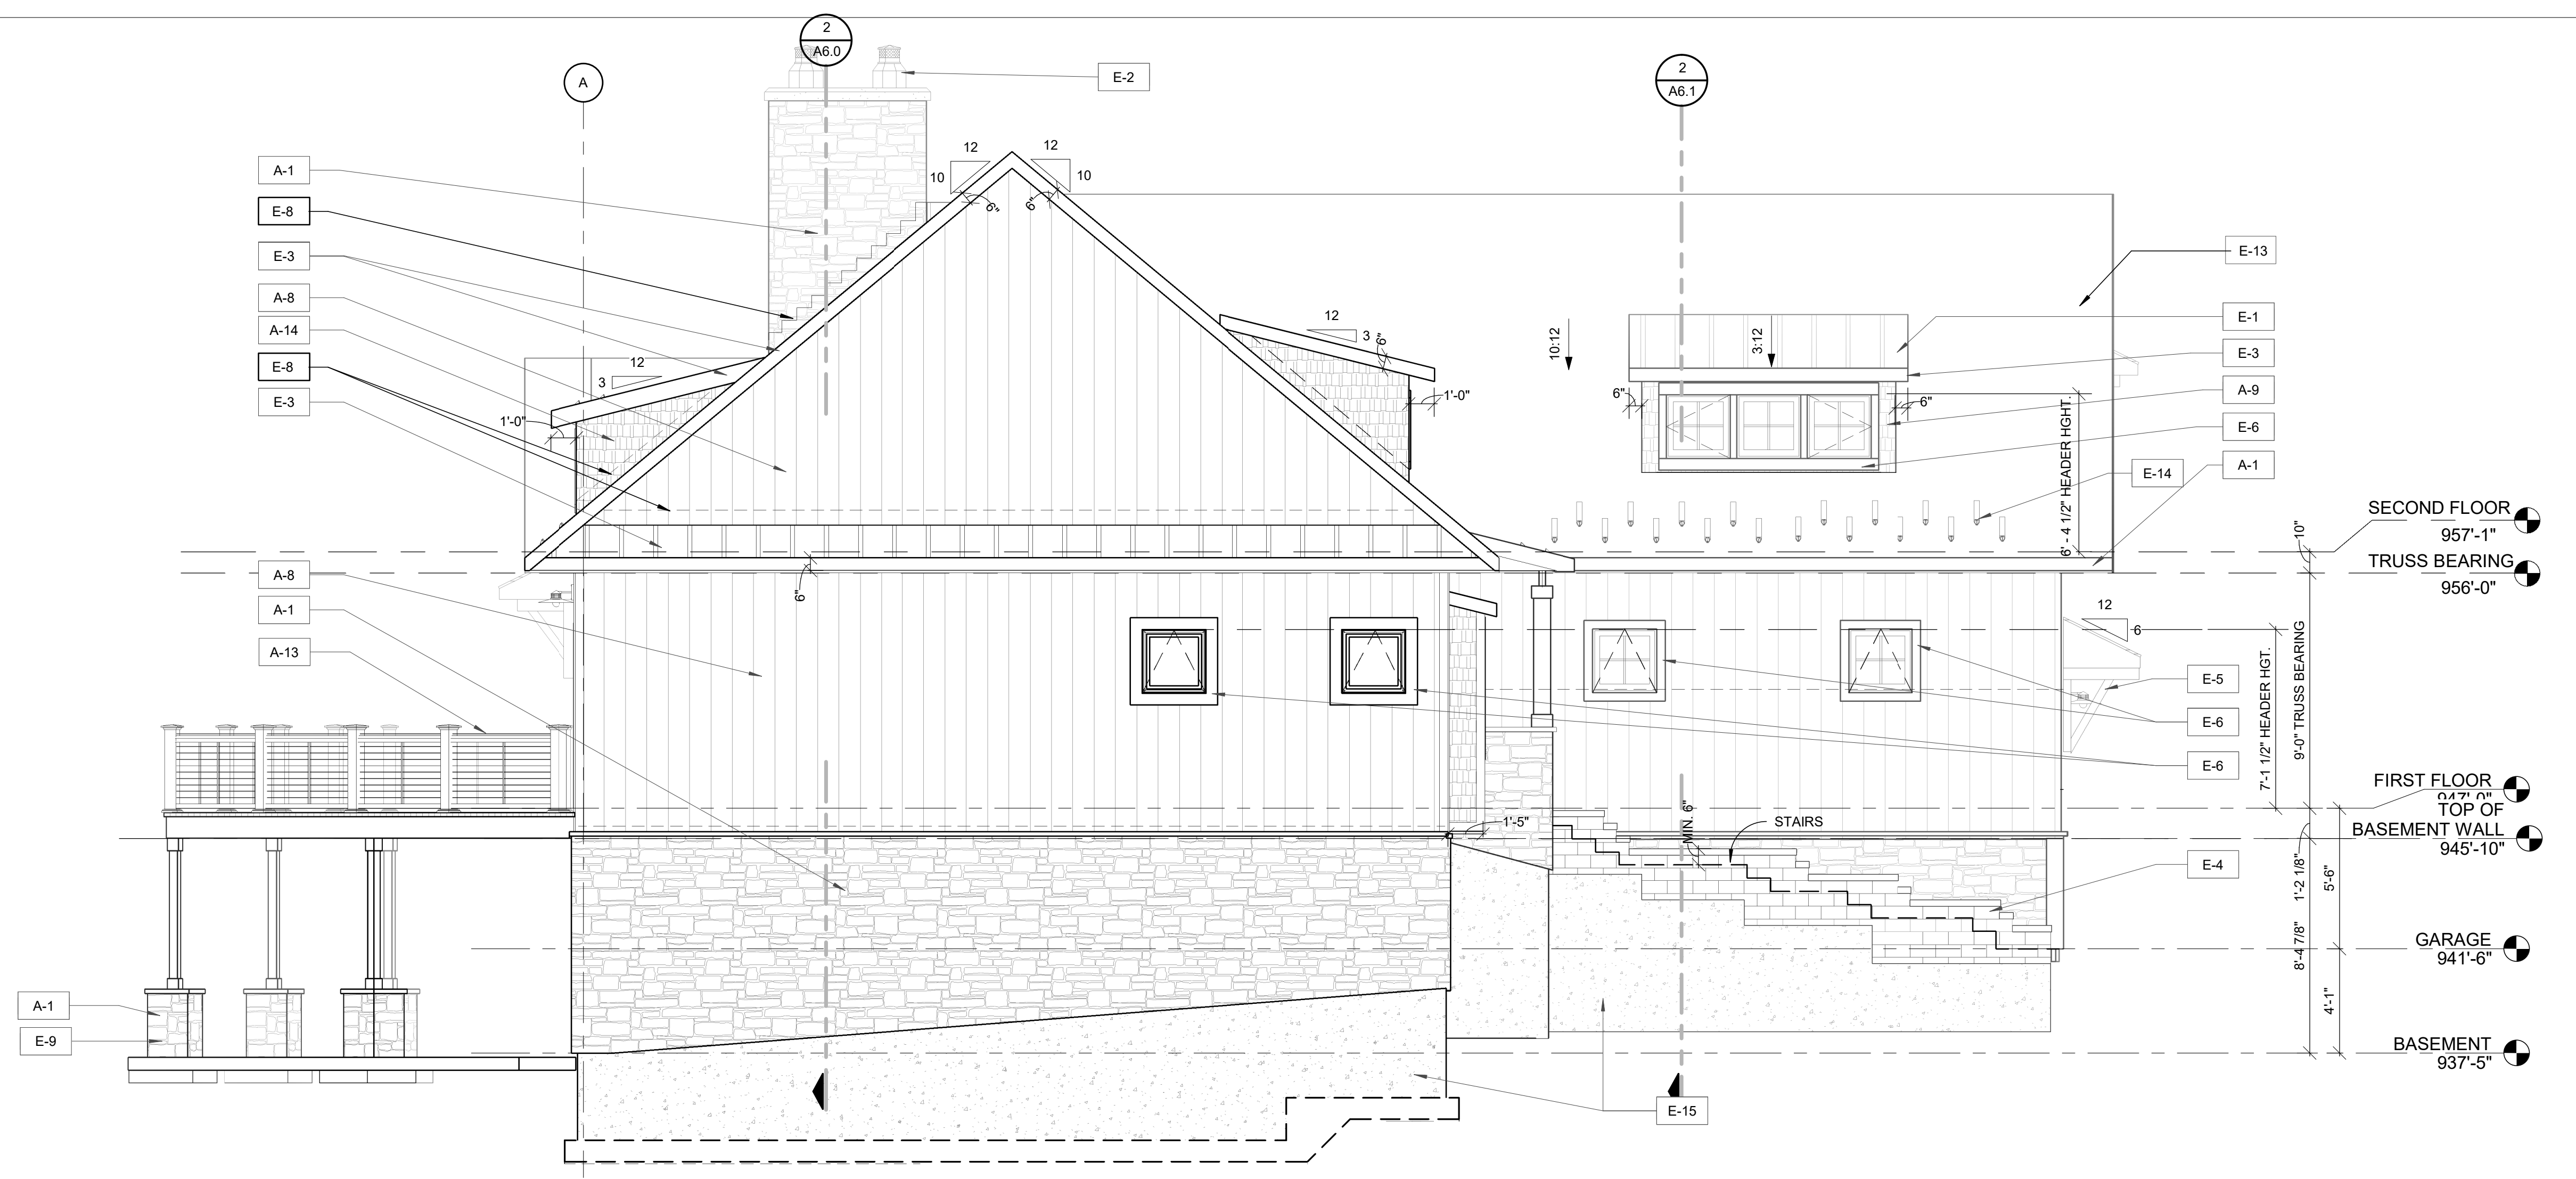 2
A6.0
A
E-2
2
A6.1
12
12
10
10
6"
6"
A-1
E-8
E-3
A-8
A-14
E-8
E-3
A-8
A-1
A-13
A-1
E-9
12
3
1'-0"
12
3
6"
1'-0"
10:12
3:12
6"
6"
6' - 4 1/2" HEADER HGHT.
E-13
E-1
E-3
A-9
E-6
A-1
E-14
SECOND FLOOR
957'-1"
10"
TRUSS BEARING
956'-0"
6"
12
6
7'-1 1/2" HEADER HGT.
9'-0" TRUSS BEARING
E-5
E-6
E-6
FIRST FLOOR
947'-0"
TOP OF
BASEMENT WALL
945'-10"
1'-5"
MIN. 6"
STAIRS
E-4
1'-2 1/8"
5'-6"
8'-4 7/8"
GARAGE
941'-6"
4'-1"
BASEMENT
937'-5"
E-15